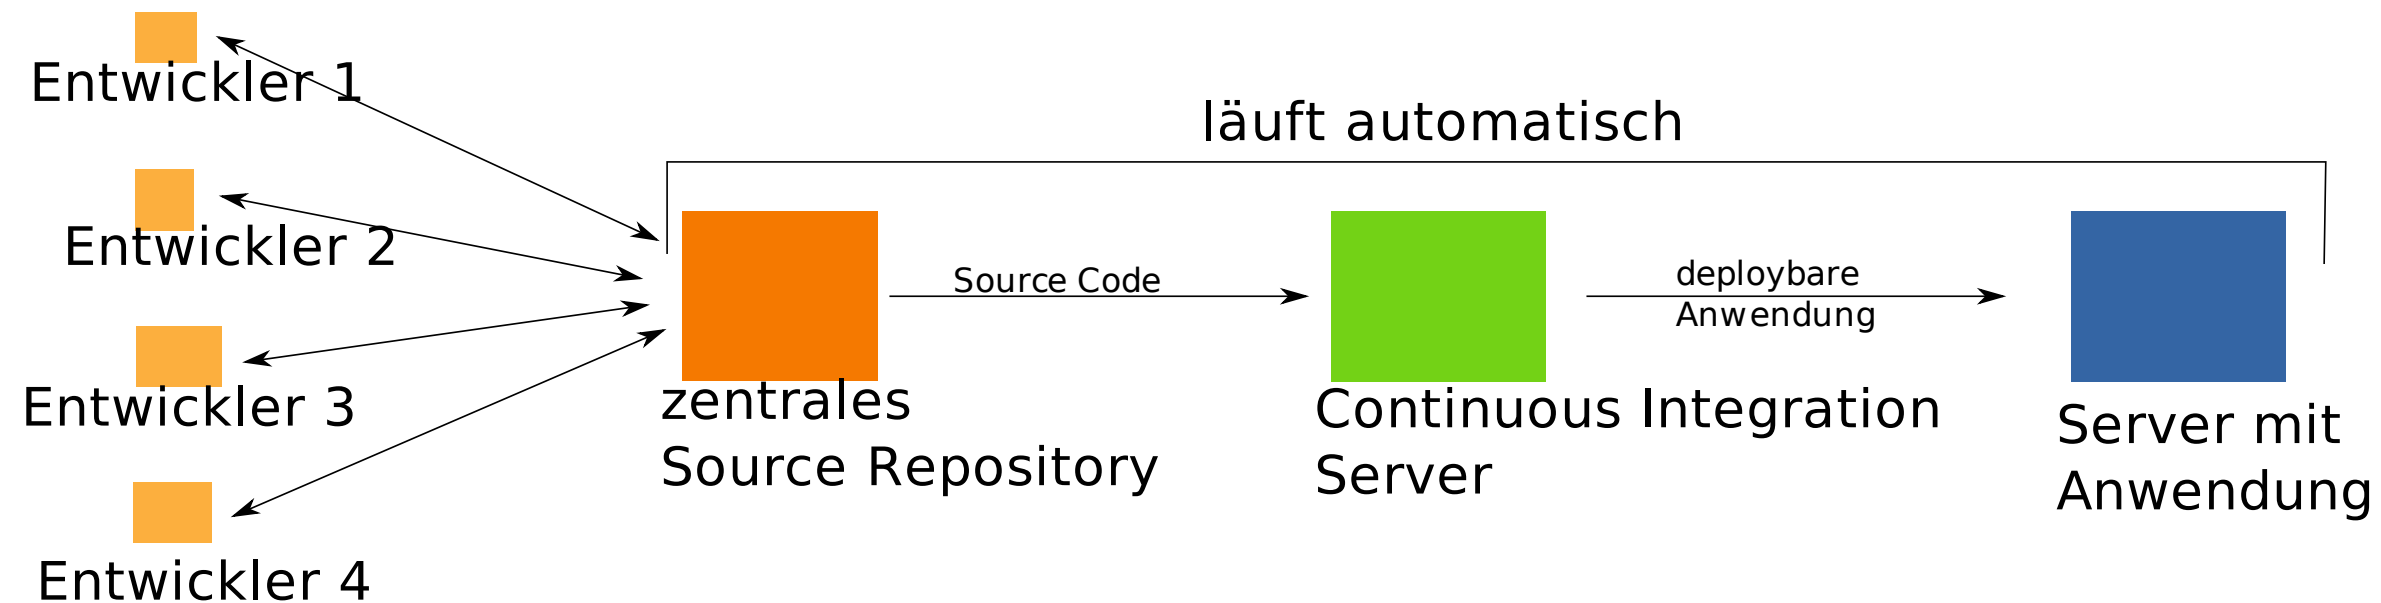 Entwickler 1
Entwickler 2
Entwickler 3
Entwickler 4
läuft automatisch
zentrales
Source Repository
Source Code
Continuous Integration
Server
deploybare
Anwendung
Server mit
Anwendung